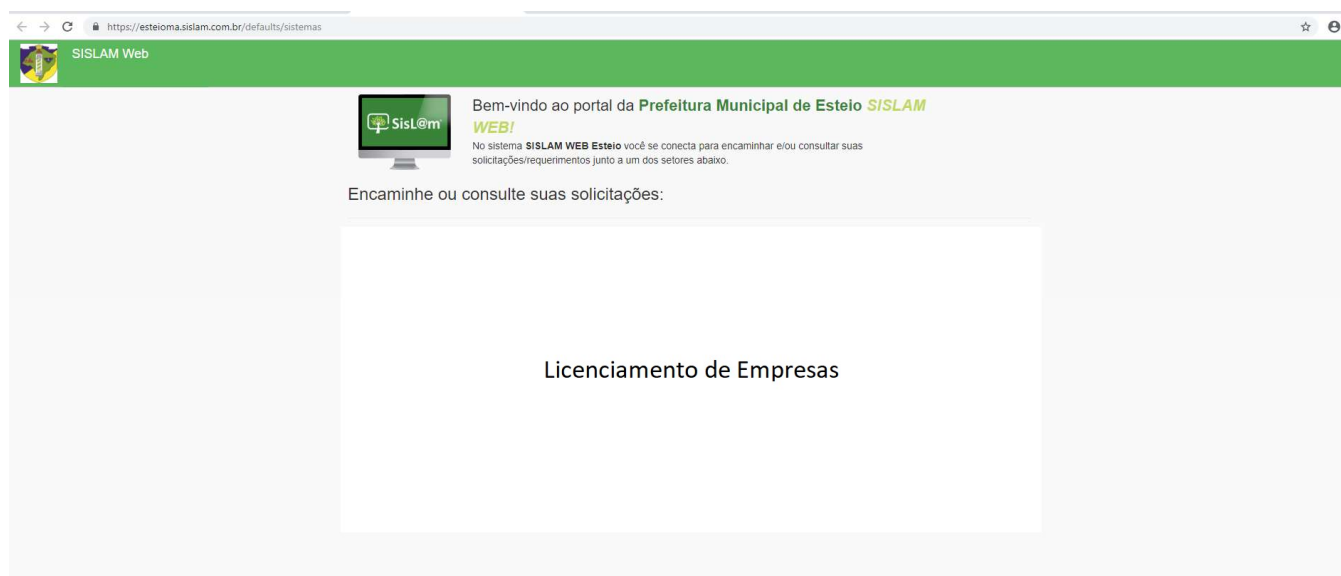 https://esteioma.sislam.com.br/defaults/sistemas
SISLAM Web
SisL@m
Bem-vindo ao portal da Prefeitura Municipal de Esteio SISLAM
WEB!
No sistema SISLAM WEB Esteio você se conecta para encaminhar e/ou consultar suas
solicitações/requerimentos junto a um dos setores abaixo.
Encaminhe ou consulte suas solicitações:
Licenciamento de Empresas